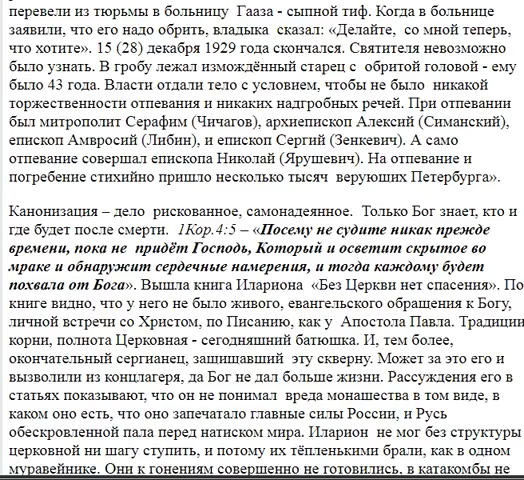 перевели из тюрьмы в больницу Гааза - сыпной тиф. Когда в больнице
заявили, что его надо обрить, владыка сказал: «Делайте, со мной теперь,
что хотите». 15 (28) декабря 1929 года скончался. Святителя невозможно
было узнать. В гробу лежал измождённый старец с обритой головой - ему
было 43 года. Власти отдали тело с условием, чтобы не было никакой
торжественности отпевания и никаких надгробных речей. При отпевании
был митрополит Серафим (Чичагов), архиепископ Алексий (Симанский),
епископ Амвросий (Либин), и епископ Сергий (Зенкевич). А само
отпевание совершал епископа Николай (Ярушевич). На отпевание и
погребение стихийно пришло несколько тысяч верующих Петербурга».
Канонизация – дело рискованное, самонадеянное. Только Бог знает, кто и
где будет после смерти. 1Кор.4:5 – «Посему не судите никак прежде
времени, пока не придёт Господь, Который и осветит скрытое во
мраке и обнаружит сердечные намерения, и тогда каждому будет
похвала от Бога». Вышла книга Илариона «Без Церкви нет спасения». По
книге видно, что у него не было живого, евангельского обращения к Богу,
личной встречи со Христом, по Писанию, как у Апостола Павла. Традиции
корни, полнота Церковная - сегодняшний батюшка. И, тем более,
окончательный сергианец, защищавший эту скверну. Может за это его и
вызволили из концлагеря, да Бог не дал больше жизни. Рассуждения его в
статьях показывают, что он не понимал вреда монашества в том виде, в
каком оно есть, что оно запечатало главные силы России, и Русь
обескровленной пала перед натиском мира. Иларион не мог без структуры
церковной ни шагу ступить, и потому их тёпленькими брали, как в одном
муравейнике. Они к гонениям совершенно не готовились, в катакомбы не